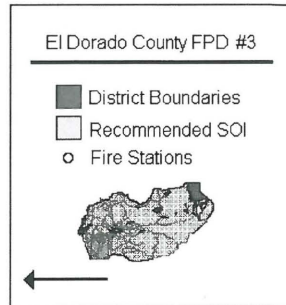 El Dorado County FPD #3
District Boundaries
Recommended SOI
Fire Stations